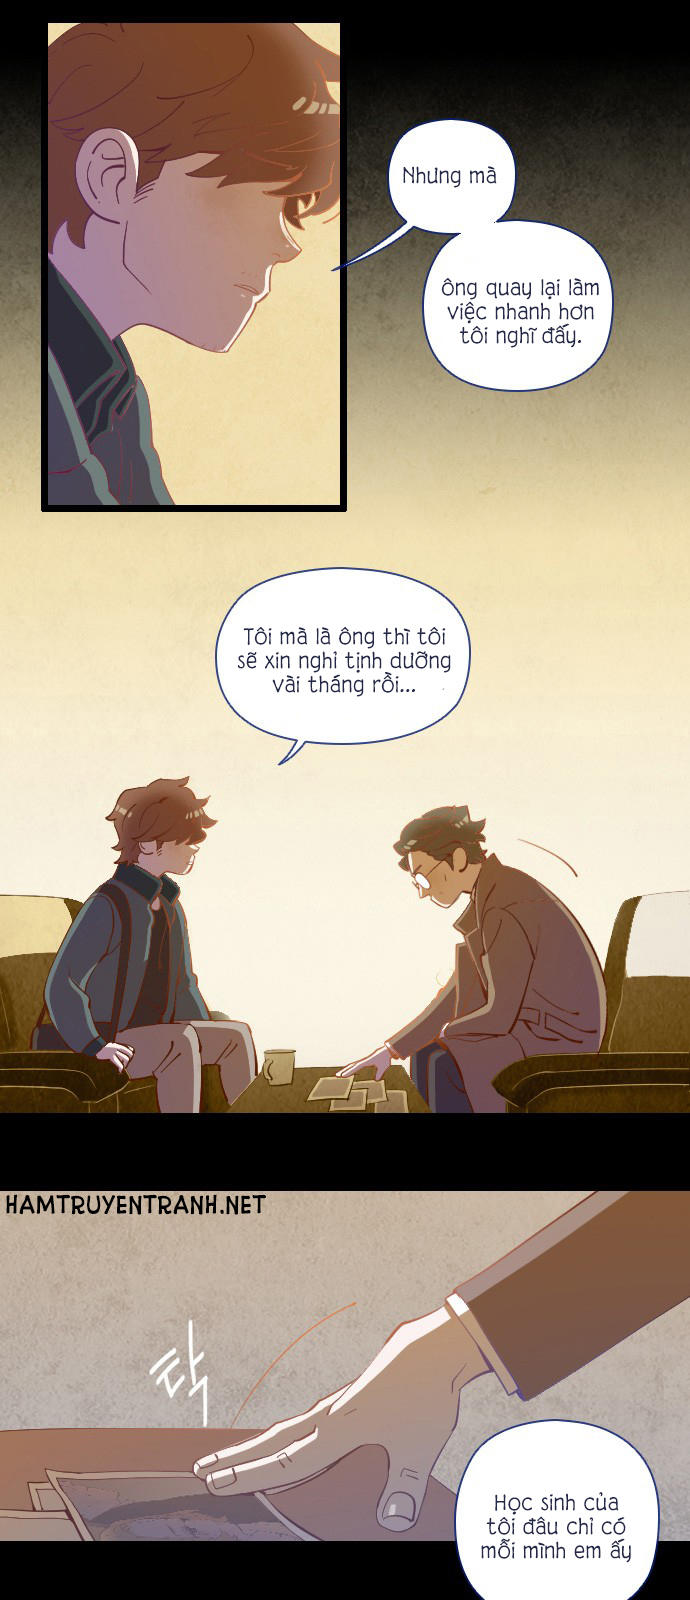 Nhưng mà
ông quay lại làm
việc nhanh hơn
tôi nghĩ đấy.
Tôi mà là ông thì tôi
sẽ xin nghỉ tịnh dưỡng
vài tháng rồi...
HAMTRUYENTRANH.NET
탁
Học sinh của
tôi đâu chỉ có
mỗi mình em ấy